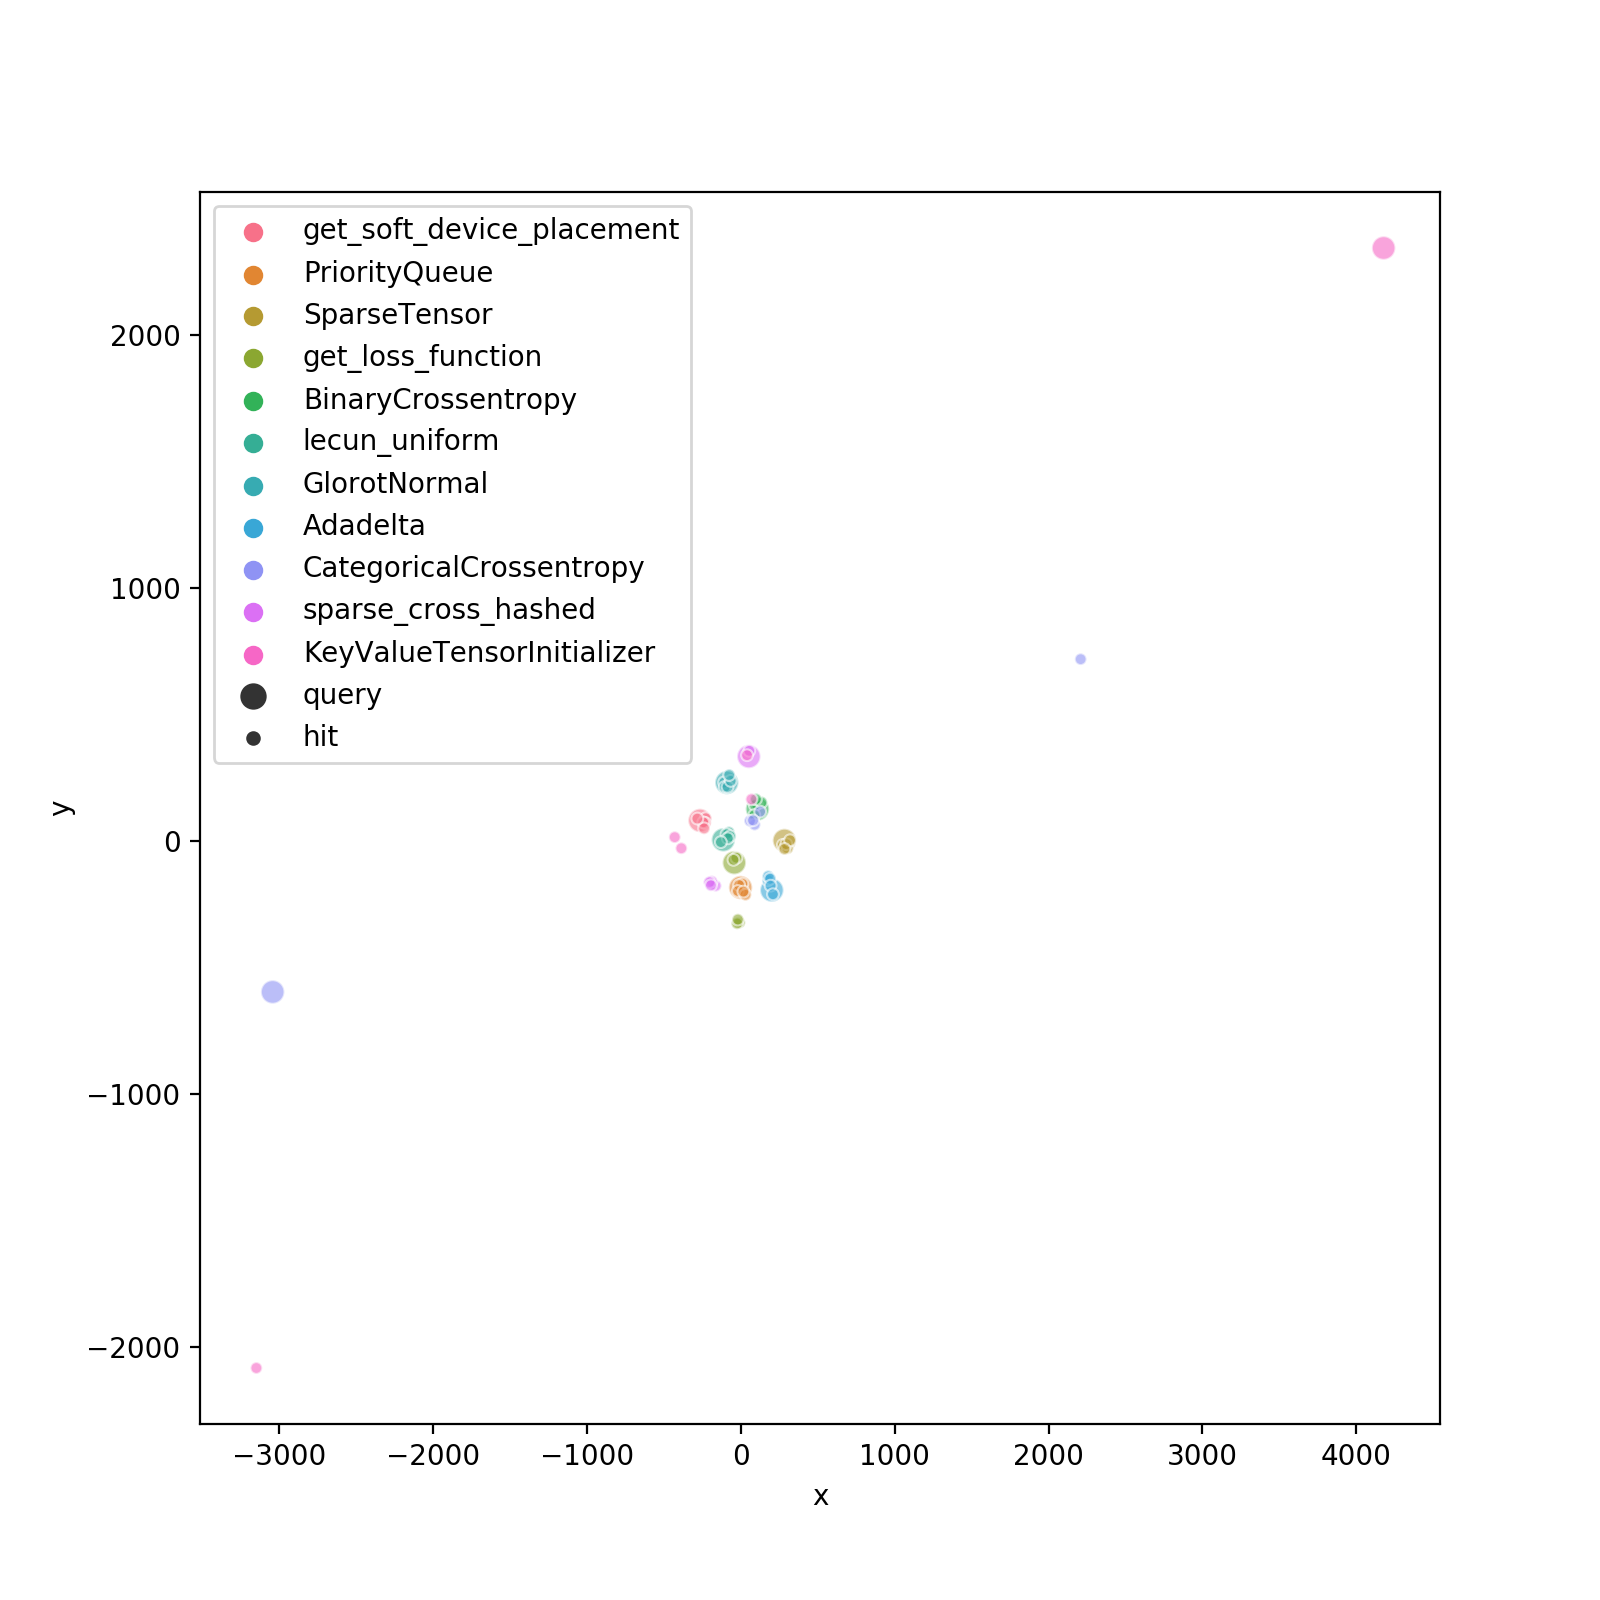 get_soft_device_placement
PriorityQueue
SparseTensor
get_loss_function
BinaryCrossentropy
lecun_uniform
GlorotNormal
Adadelta
CategoricalCrossentropy
sparse_cross_hashed
KeyValueTensorInitializer
query
hit
2000
1000
0
−1000
−2000
y
−3000 −2000 −1000 0 1000 2000 3000 4000
x